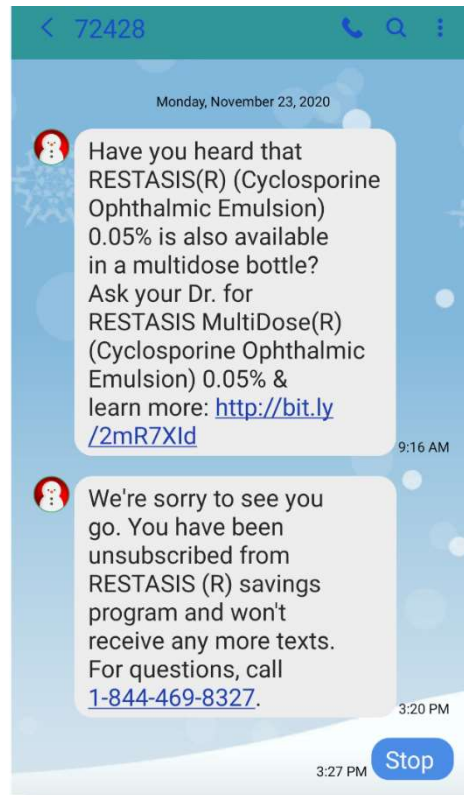 72428
Monday, November 23, 2020
Have you heard that
RESTASIS(R) (Cyclosporine
Ophthalmic Emulsion)
0.05% is also available
in a multidose bottle?
Ask your Dr. for
RESTASIS MultiDose(R)
(Cyclosporine Ophthalmic
Emulsion) 0.05% &
learn more: http://bit.ly
/2mR7XId
9:16 AM
We're sorry to see you
go. You have been
unsubscribed from
RESTASIS (R) savings
program and won't
receive any more texts.
For questions, call
1-844-469-8327.
3:20 PM
Stop
3:27 PM